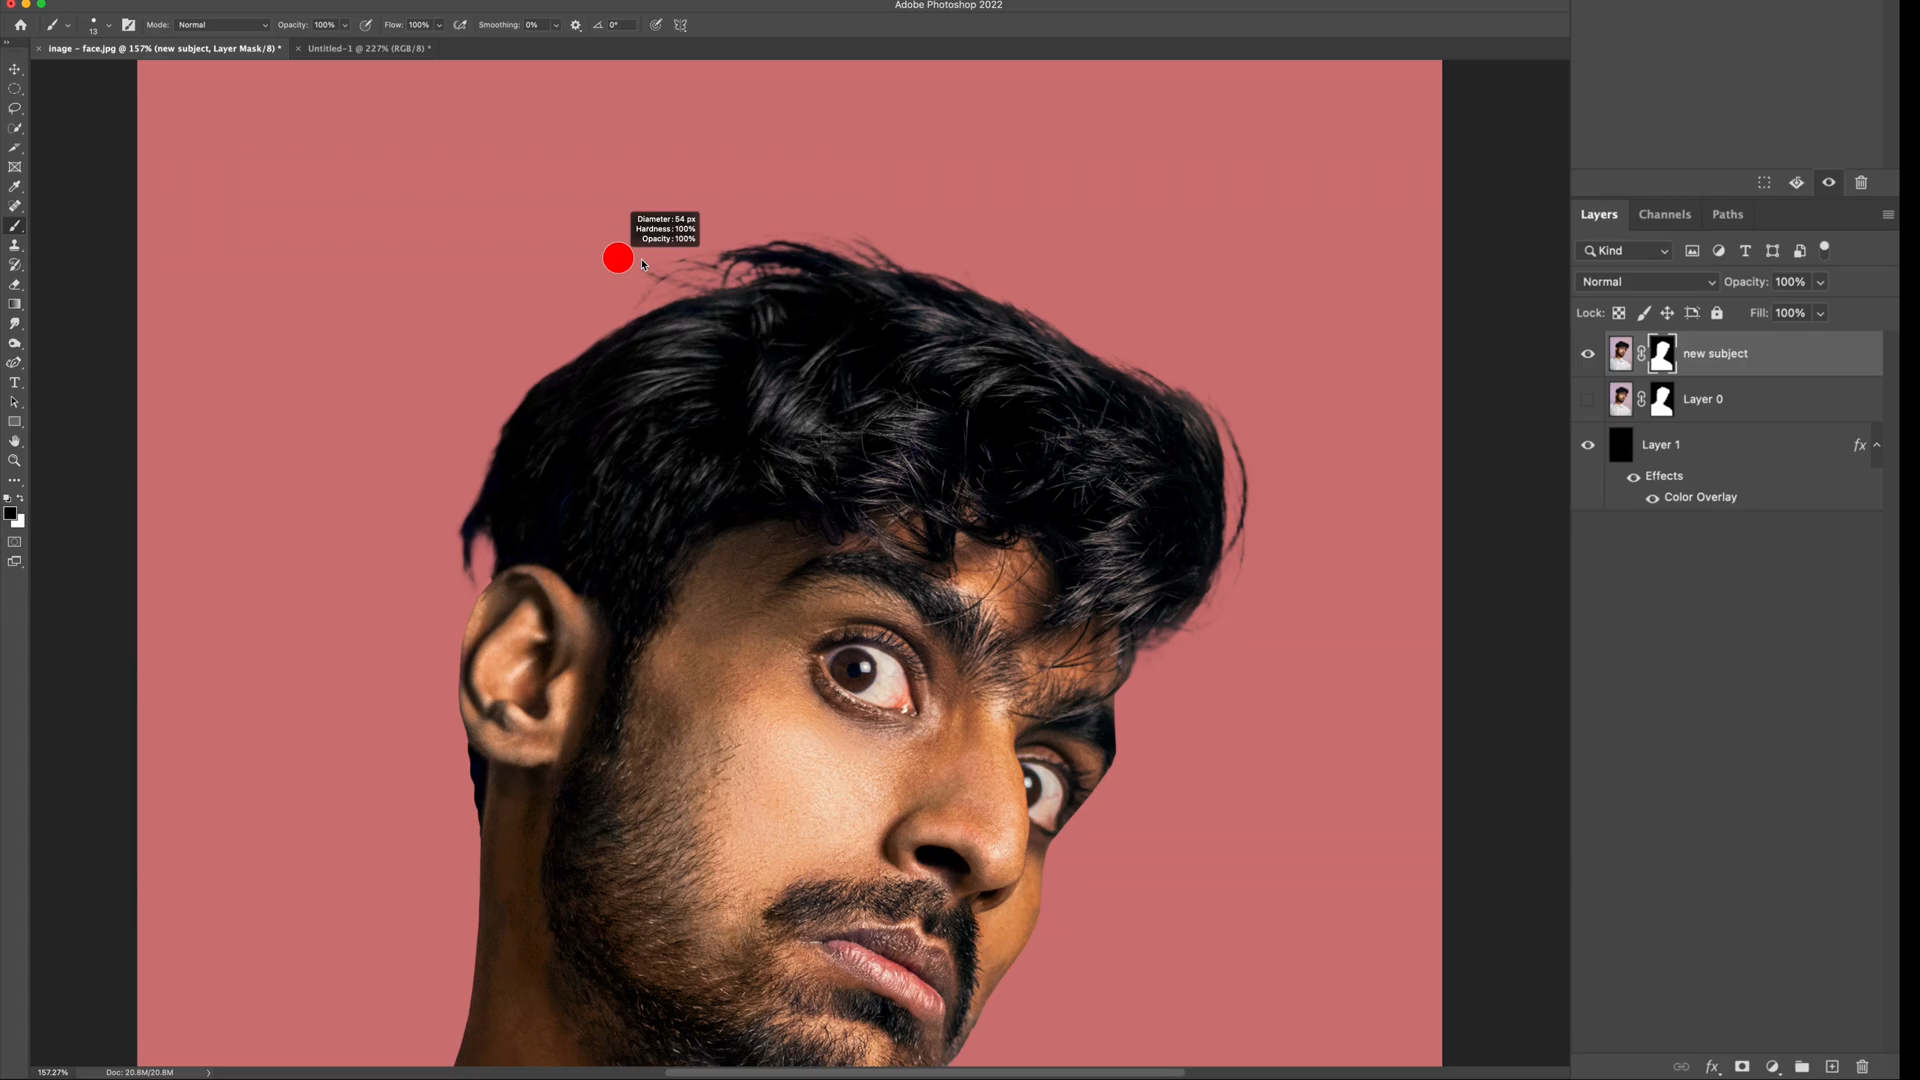 Adobe Photoshop 2022
13
Mode: Normal
Opacity: 100%
Flow: 100%
Smoothing: 0%
0°
image - face.jpg @ 157% (new subject, Layer Mask/8) *
Untitled-1 @ 227% (RGB/8) *
Diameter: 54 px
Hardness: 100%
Opacity: 100%
Layers Channels Paths
Kind
Normal Opacity: 100%
Lock: Fill: 100%
new subject
Layer 0
Layer 1 fx
Effects
Color Overlay
157.27% Doc: 20.8M/20.8M
fx